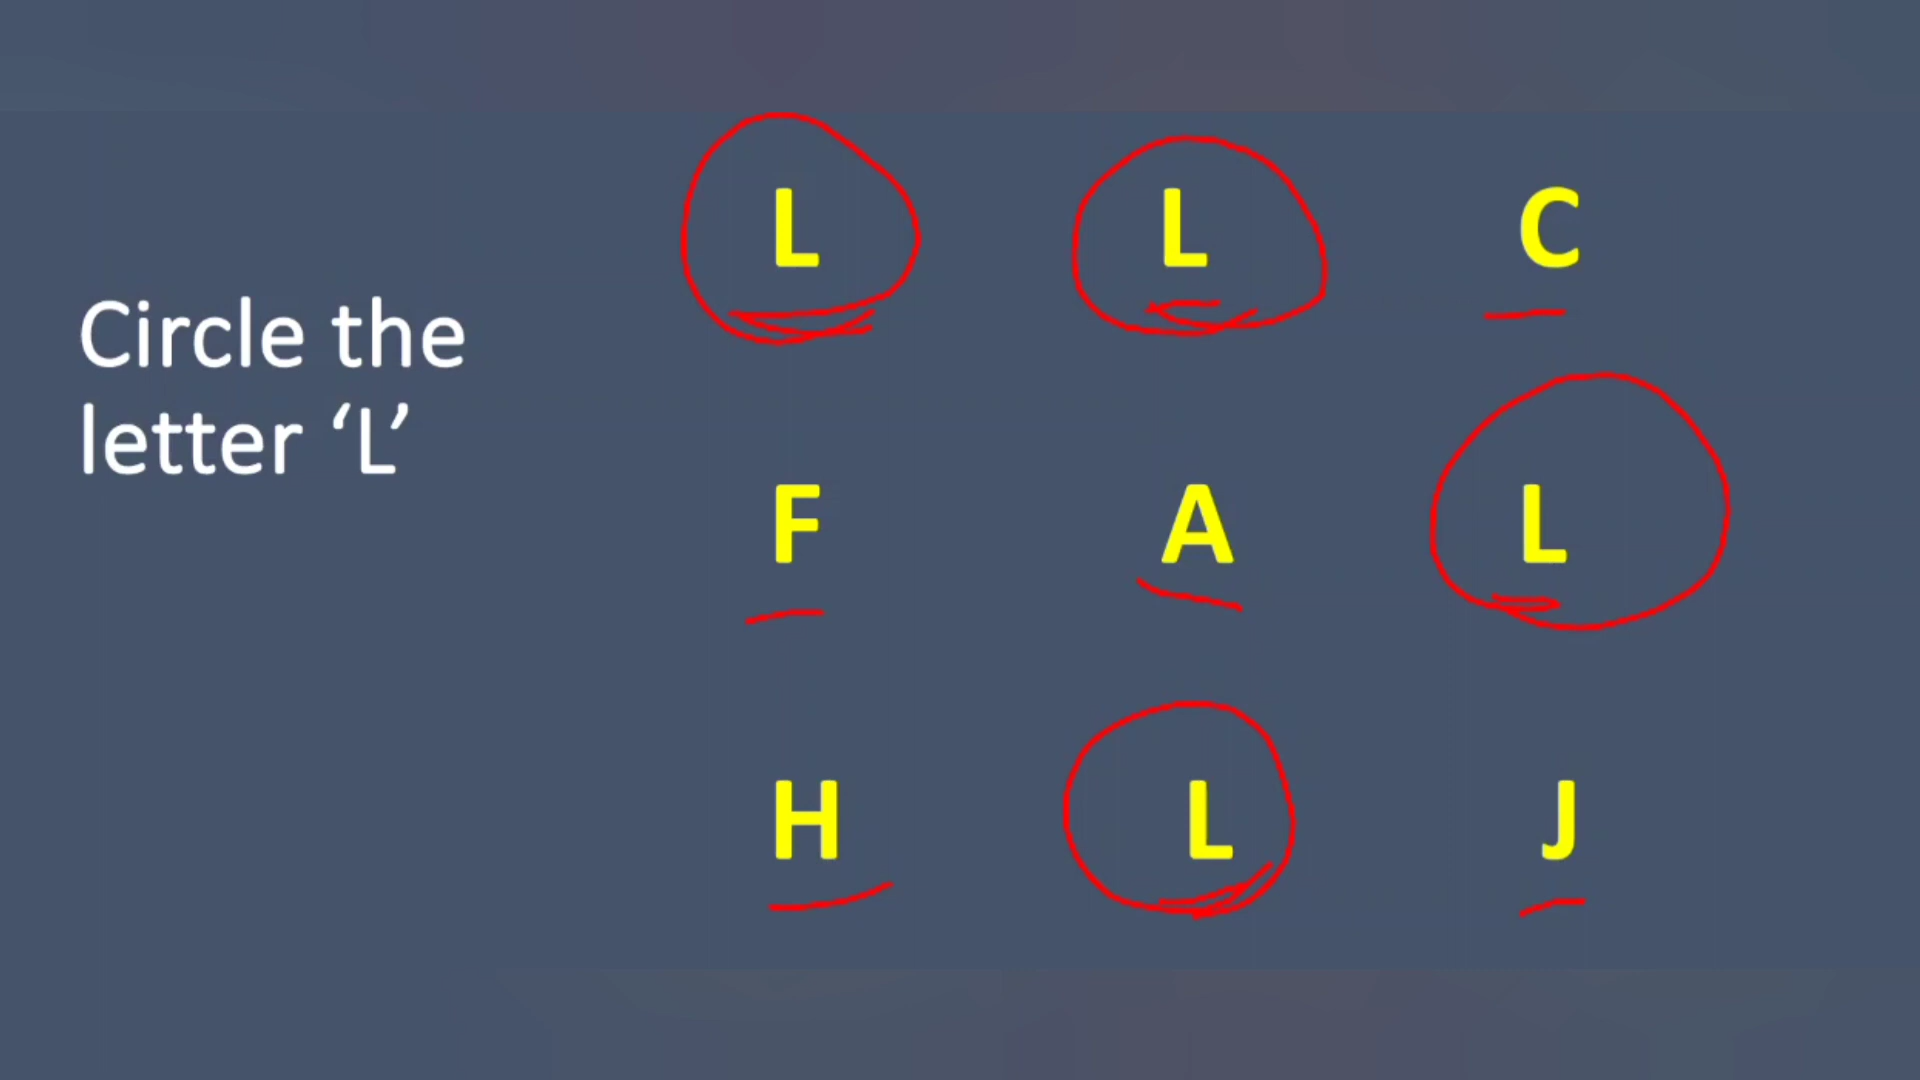 Circle the
letter ‘L’
L L C
F A L
H L J